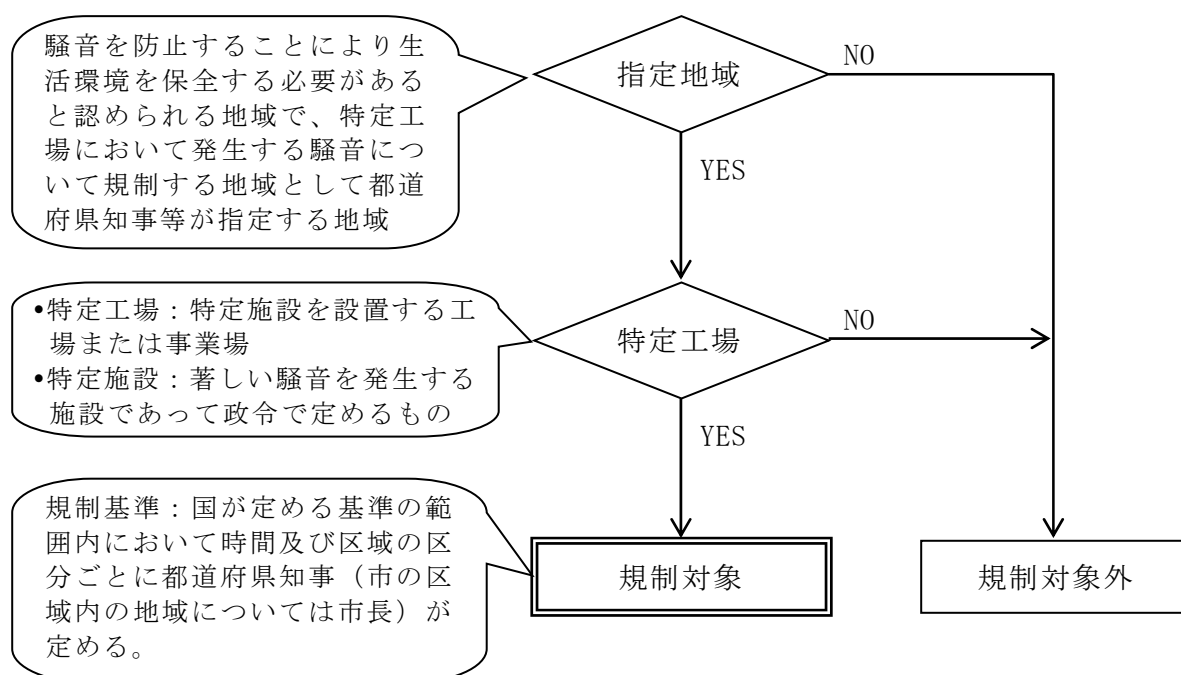 騒音を防止することにより生
活環境を保全する必要がある
と認められる地域で、特定工
場において発生する騒音につ
いて規制する地域として都道
府県知事等が指定する地域
指定地域
NO
YES
•特定工場：特定施設を設置する工
場または事業場
•特定施設：著しい騒音を発生する
施設であって政令で定めるもの
特定工場
NO
YES
規制基準：国が定める基準の範
囲内において時間及び区域の区
分ごとに都道府県知事（市の区
域内の地域については市長）が
定める。
規制対象
規制対象外